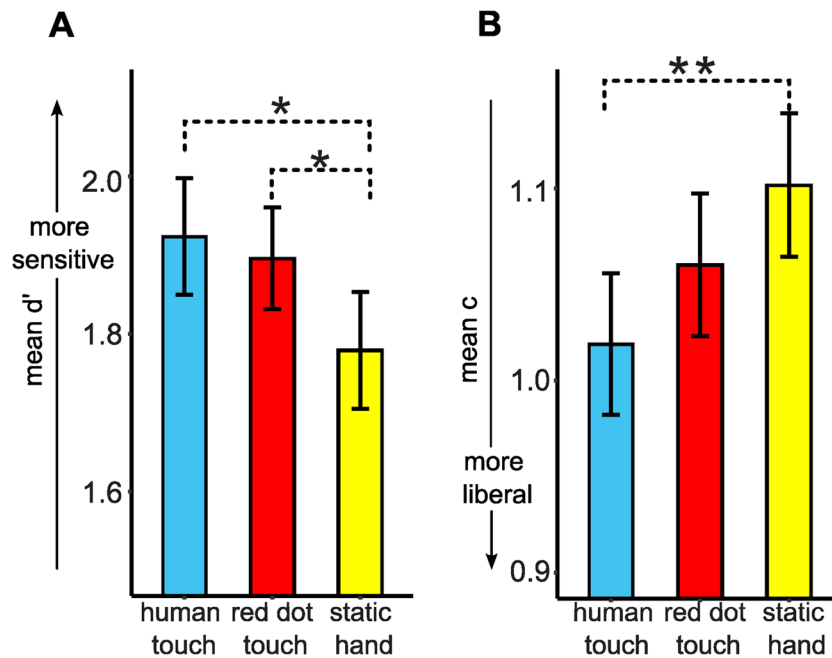 A
*
*
2.0
1.8
1.6
more
sensitive
mean d'
human
touch
red dot
touch
static
hand
B
**
1.1
1.0
0.9
mean c
more
liberal
human
touch
red dot
touch
static
hand